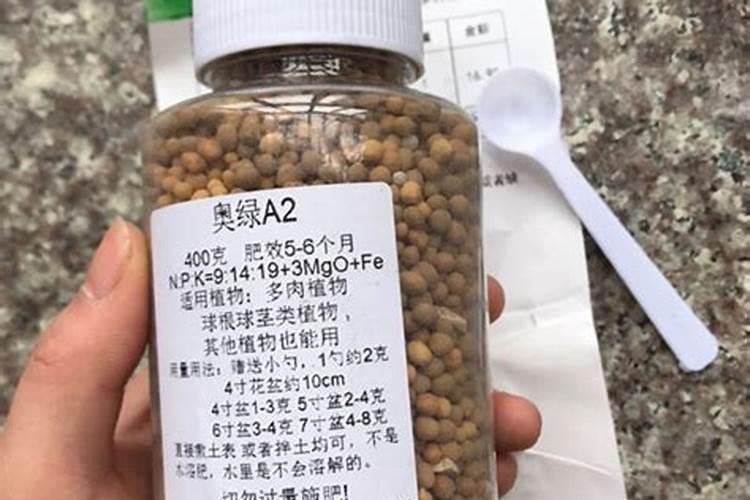 金额
奥绿A2
400克 肥效5-6个月
N:P:K=9:14:19+3MgO+Fe
适用植物：多肉植物
球根球茎类植物，
其他植物也能用
用量用法：赠送小勺，1勺约2克
4寸花盆约10cm
4寸盆1-3克 5寸盆2-4克
6寸盆3-4克 7寸盆4-8克
直接敷土表 或者拌土均可，不是
水溶肥，水里是不会溶解的。
切勿过量施肥！